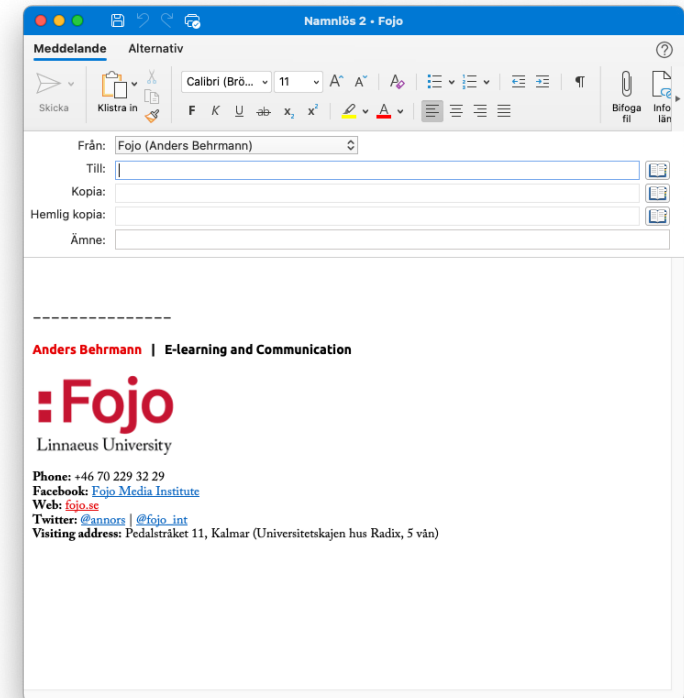 Namnlös 2 • Fojo
Meddelande Alternativ
Skicka
Klistra in
Calibri (Brö... 11
F K U ab x₂ x²
Bifoga fil
Info län
Från: Fojo (Anders Behrmann)
Till:
Kopia:
Hemlig kopia:
Ämne:
---------------
Anders Behrmann | E-learning and Communication
:Fojo
Linnaeus University
Phone: +46 70 229 32 29
Facebook: Fojo Media Institute
Web: fojo.se
Twitter: @annors | @fojo_int
Visiting address: Pedalstråket 11, Kalmar (Universitetskajen hus Radix, 5 vån)